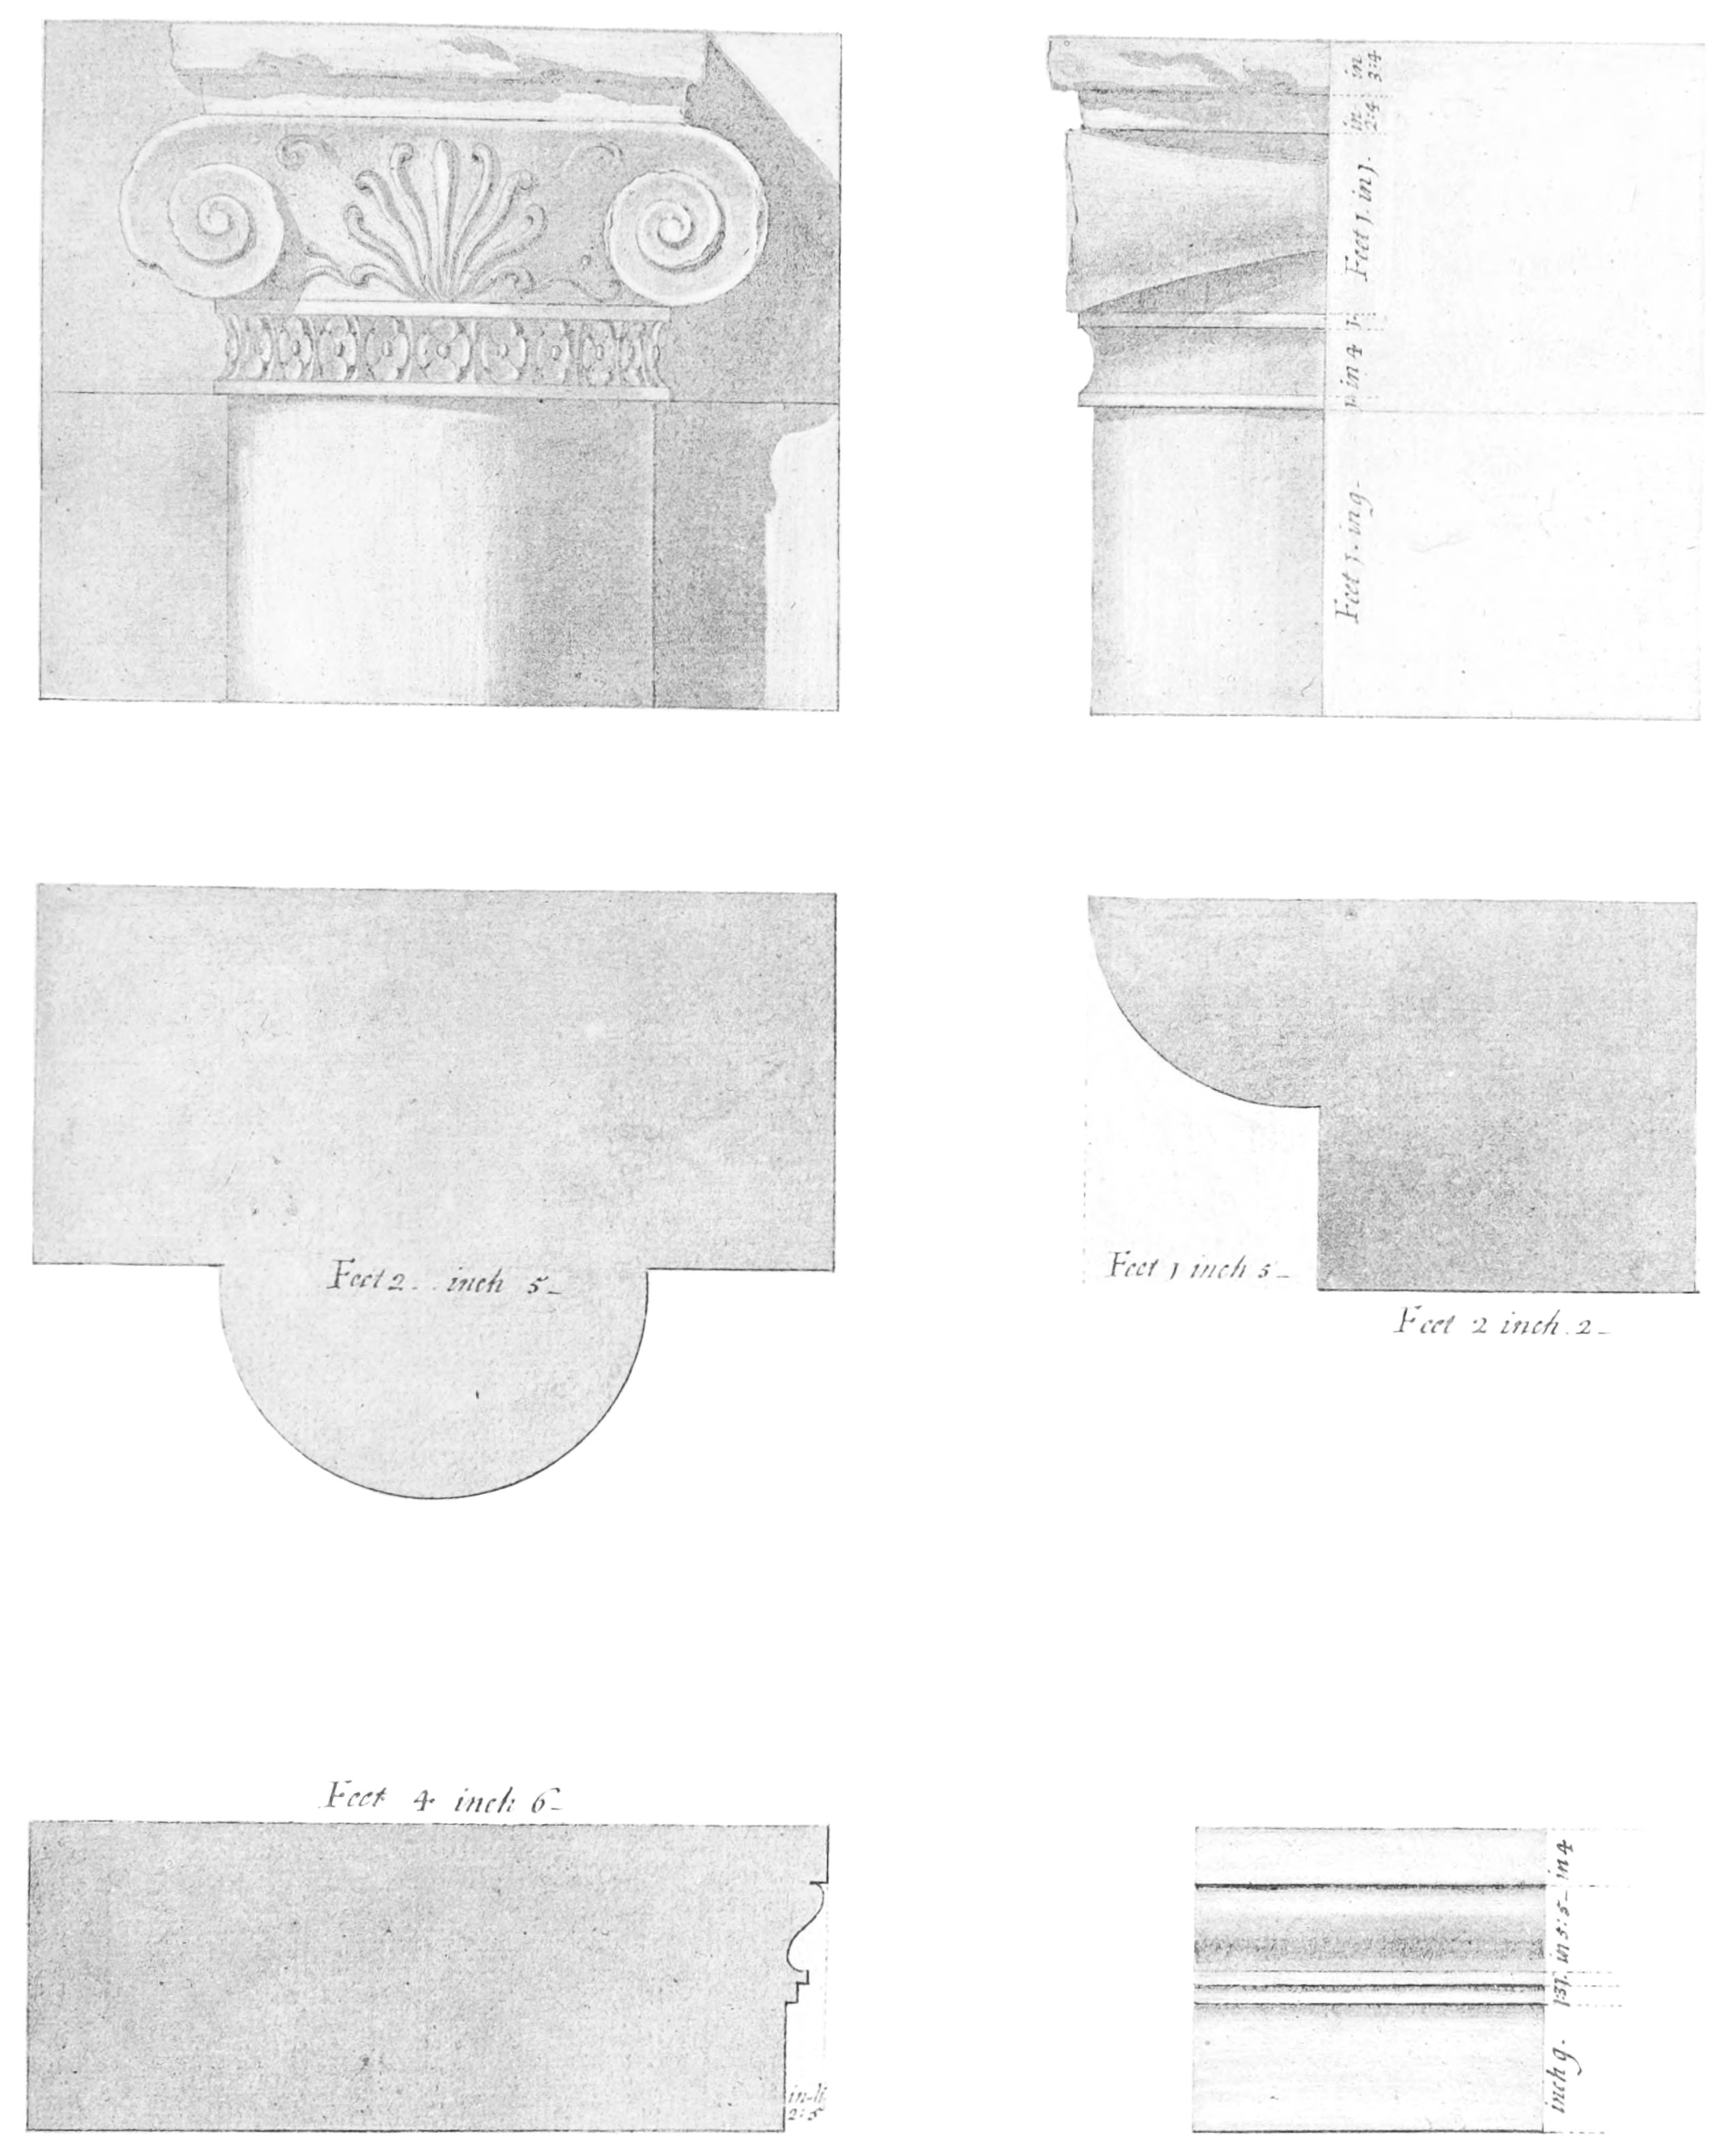 in
3:4
in
2:4
Feet 1. in 1.
1.
in 4
Feet 1. in 9.
Feet 2 . . inch 5
Feet 1 inch 5
Feet 2 inch . 2
Feet 4 inch 6
in 4
in 5:5
1:3
1.
inch 9.
in-li
2:5